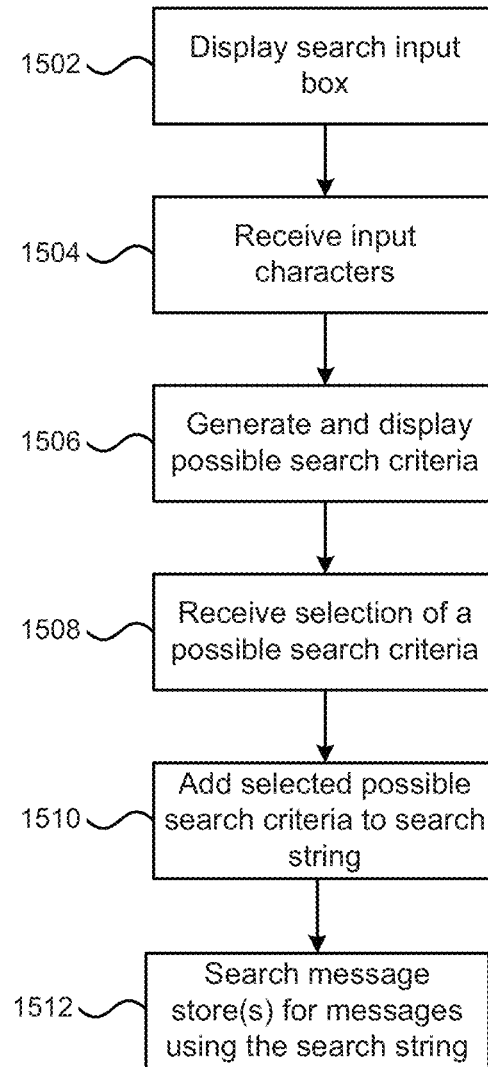 1502
Display search input
box
1504
Receive input
characters
1506
Generate and display
possible search criteria
1508
Receive selection of a
possible search criteria
1510
Add selected possible
search criteria to search
string
1512
Search message
store(s) for messages
using the search string